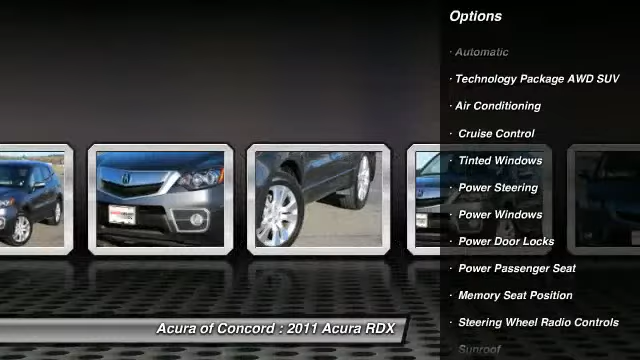 Options
· Automatic
· Technology Package AWD SUV
· Air Conditioning
· Cruise Control
· Tinted Windows
· Power Steering
· Power Windows
· Power Door Locks
· Power Passenger Seat
· Memory Seat Position
· Steering Wheel Radio Controls
· Sunroof
Acura of Concord : 2011 Acura RDX